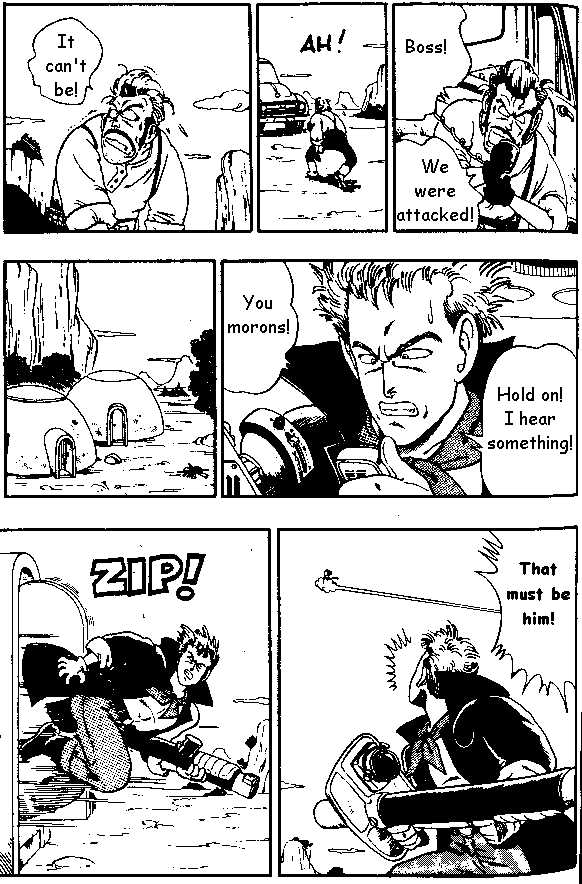 It
can't
be!
AH!
Boss!
We
were
attacked!
You
morons!
Hold on!
I hear
something!
ZIP!
That
must be
him!